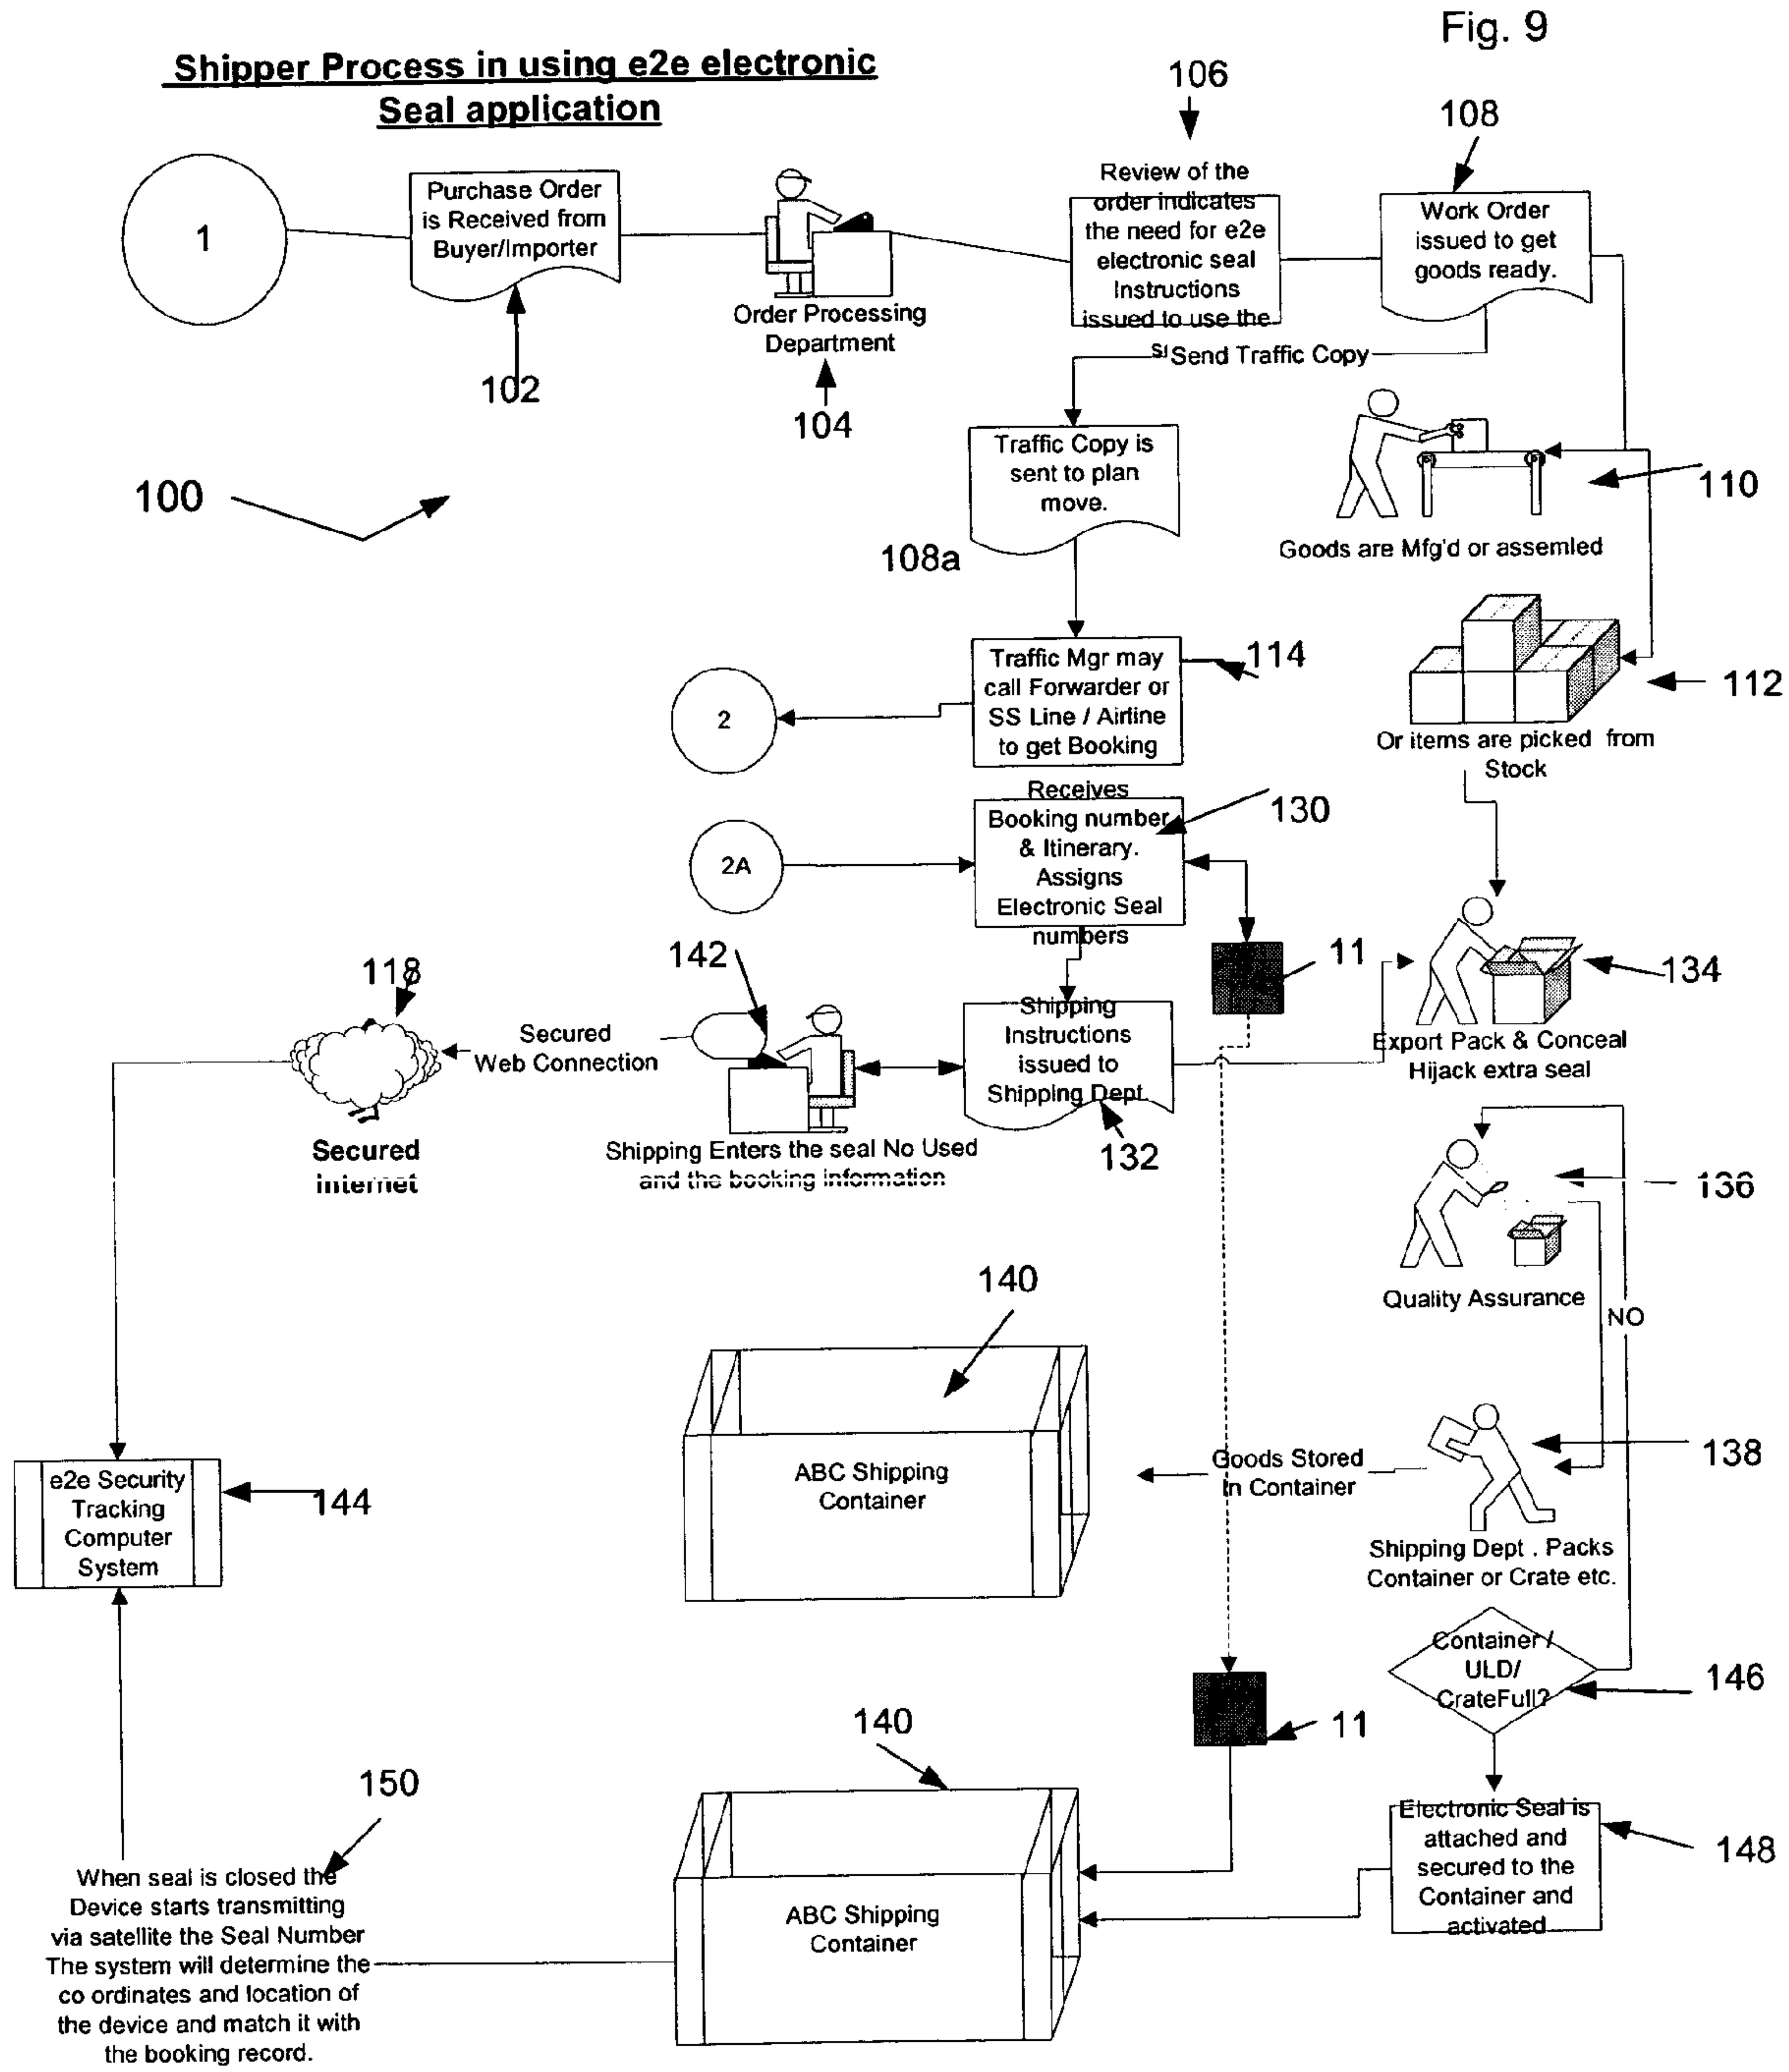 Fig. 9
Shipper Process in using e2e electronic
Seal application
106
108
1
Purchase Order
is Received from
Buyer/Importer
Order Processing
Department
102
104
Review of the
order indicates
the need for e2e
electronic seal
Instructions
issued to use the
Work Order
issued to get
goods ready.
Send Traffic Copy
100
Traffic Copy is
sent to plan
move.
108a
110
Goods are Mfg'd or assemled
Traffic Mgr may
call Forwarder or
SS Line / Airline
to get Booking
114
2
112
Or items are picked from
Stock
Receives
Booking number
& Itinerary.
Assigns
Electronic Seal
numbers
130
2A
11
134
Export Pack & Conceal
Hijack extra seal
118
Secured
internet
Secured
Web Connection
142
Shipping Enters the seal No Used
and the booking information
Shipping
Instructions
issued to
Shipping Dept.
132
136
Quality Assurance
NO
140
ABC Shipping
Container
Goods Stored
In Container
138
Shipping Dept . Packs
Container or Crate etc.
e2e Security
Tracking
Computer
System
144
Container /
ULD/
CrateFull?
146
11
140
ABC Shipping
Container
Electronic Seal is
attached and
secured to the
Container and
activated
148
150
When seal is closed the
Device starts transmitting
via satellite the Seal Number
The system will determine the
co ordinates and location of
the device and match it with
the booking record.